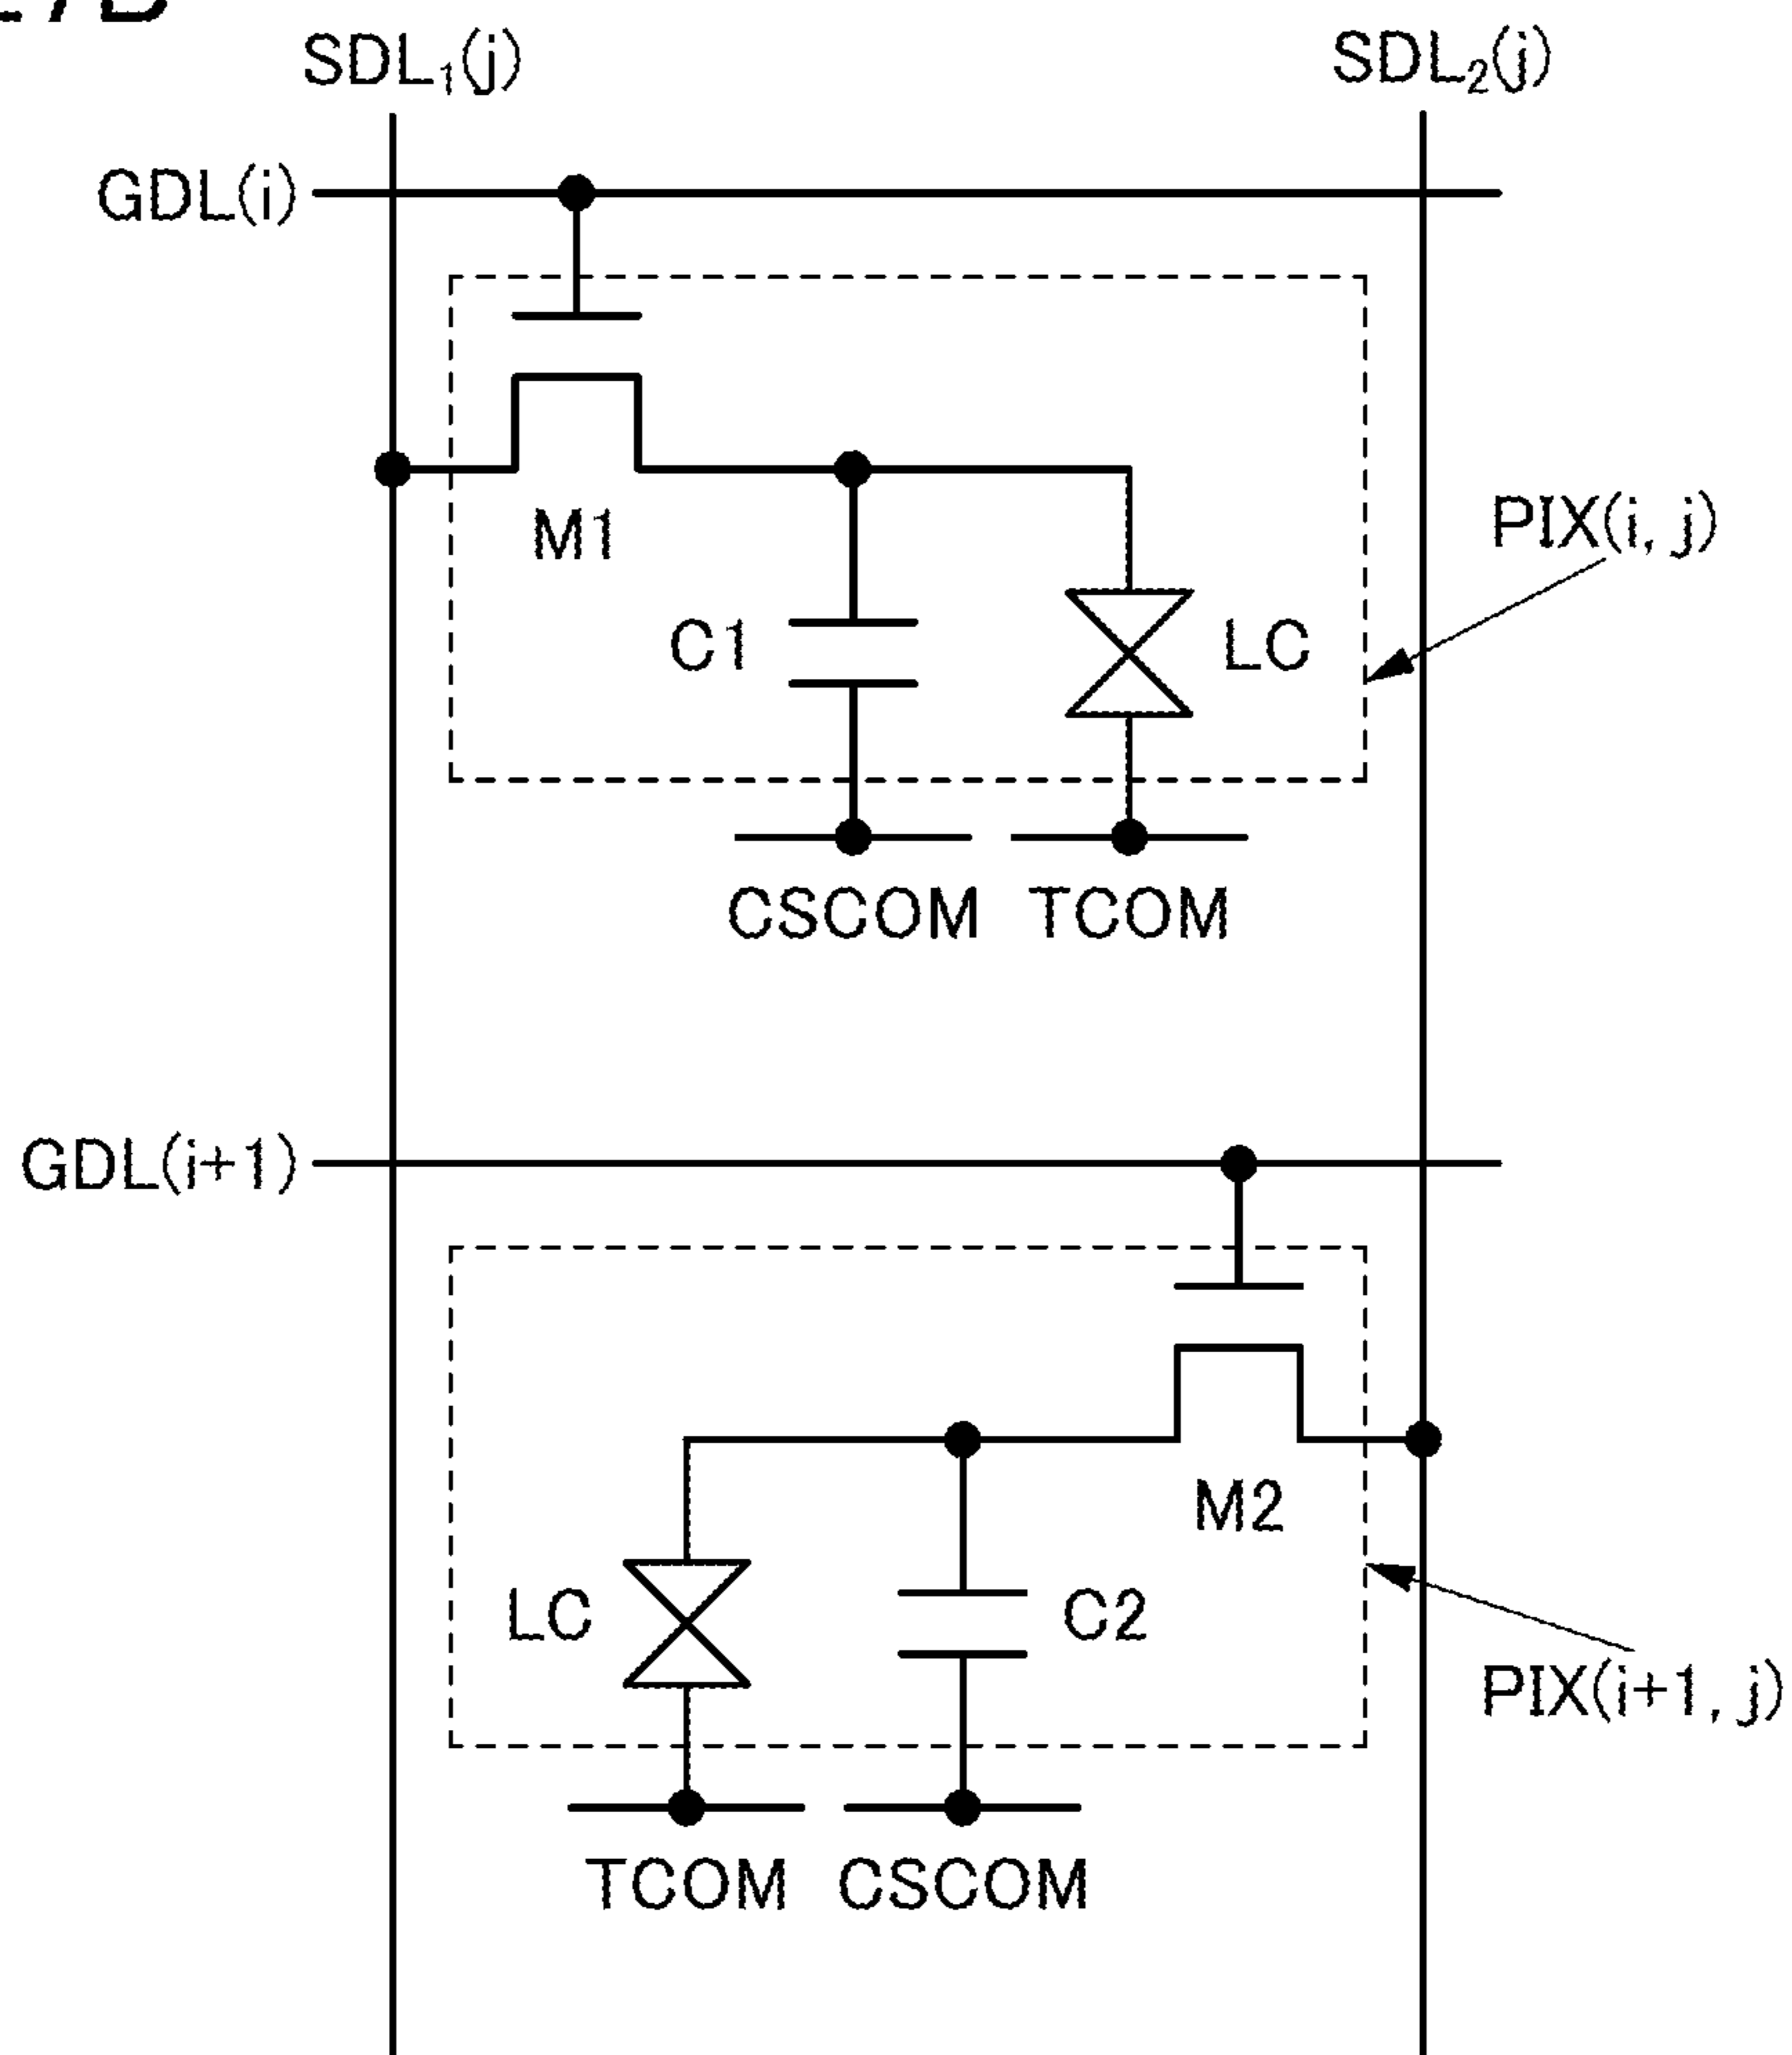 SDL₁(j) SDL₂(j)
GDL(i)
M1
PIX(i, j)
C1
LC
CSCOM TCOM
GDL(i+1)
M2
LC
C2
PIX(i+1, j)
TCOM CSCOM